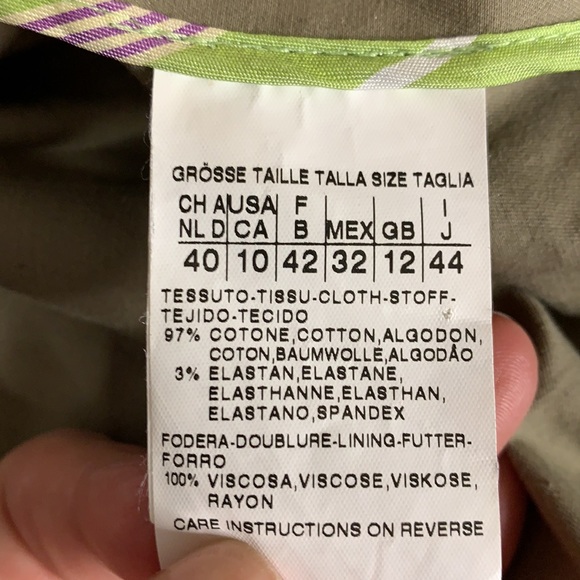 GRÖSSE TAILLE TALLA SIZE TAGLIA
CH A USA F I
NL D CA B MEX GB J
40 10 42 32 12 44
TESSUTO-TISSU-CLOTH-STOFF-
TEJIDO-TECIDO
97% COTONE,COTTON,ALGODON,
COTON,BAUMWOLLE,ALGODÃO
3% ELASTAN,ELASTANE,
ELASTHANNE,ELASTHAN,
ELASTANO,SPANDEX
FODERA-DOUBLURE-LINING-FUTTER-
FORRO
100% VISCOSA,VISCOSE,VISKOSE,
RAYON
CARE INSTRUCTIONS ON REVERSE